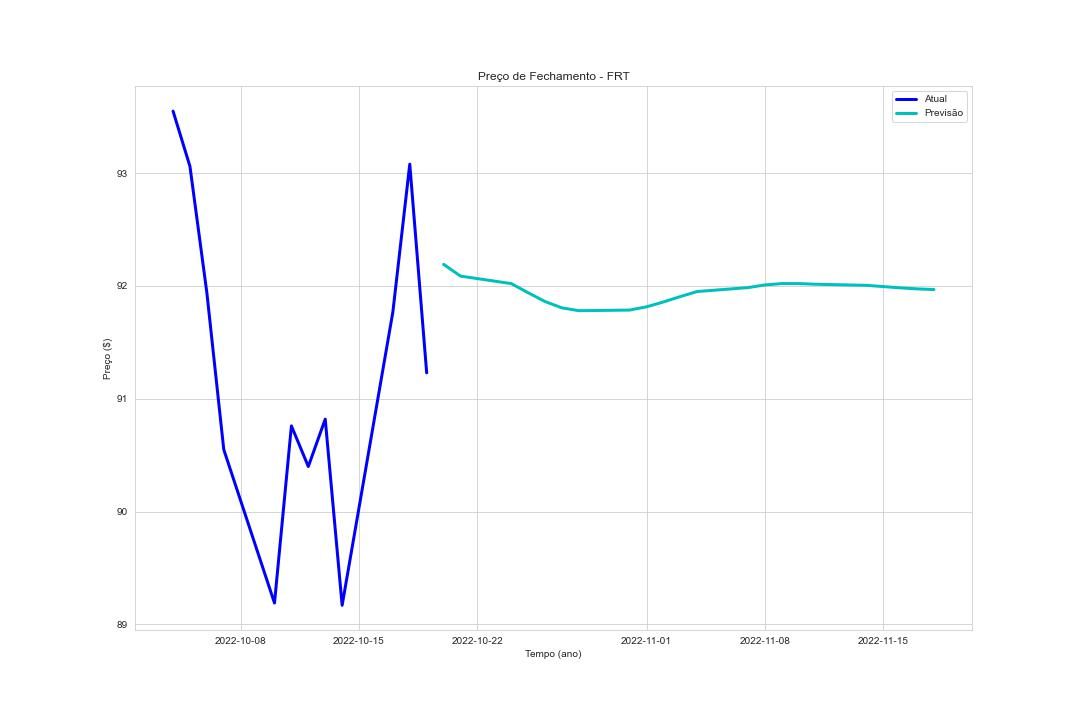 Preço de Fechamento - FRT
Atual
Previsão
93
92
91
90
89
Preço ($)
2022-10-08
2022-10-15
2022-10-22
2022-11-01
2022-11-08
2022-11-15
Tempo (ano)